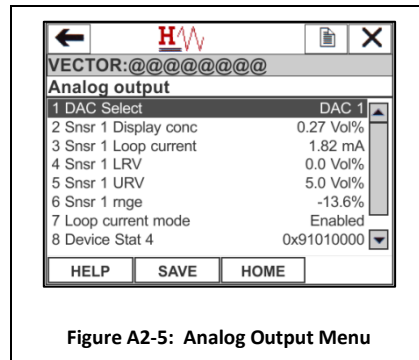 H
VECTOR:@@@@@@@@
Analog output
1 DAC Select DAC 1
2 Snsr 1 Display conc 0.27 Vol%
3 Snsr 1 Loop current 1.82 mA
4 Snsr 1 LRV 0.0 Vol%
5 Snsr 1 URV 5.0 Vol%
6 Snsr 1 rnge -13.6%
7 Loop current mode Enabled
8 Device Stat 4 0x91010000
HELP SAVE HOME
Figure A2-5: Analog Output Menu